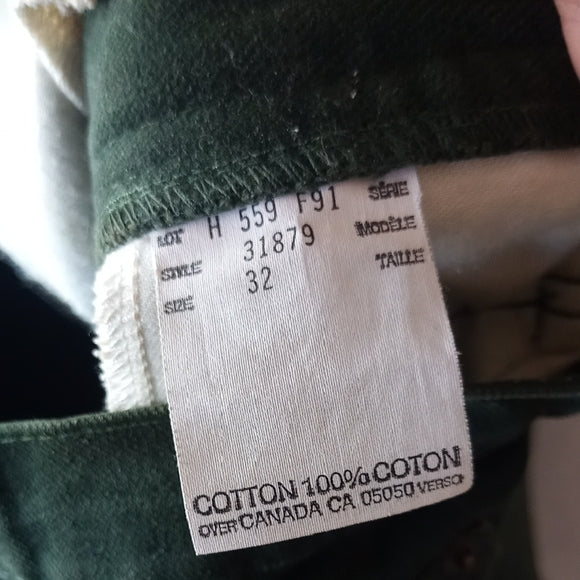 LOT H 559 F91 SÉRIE
STYLE 31879 MODÈLE
SIZE 32 TAILLE
COTTON 100% COTON
OVER CANADA CA 05050 VERSO